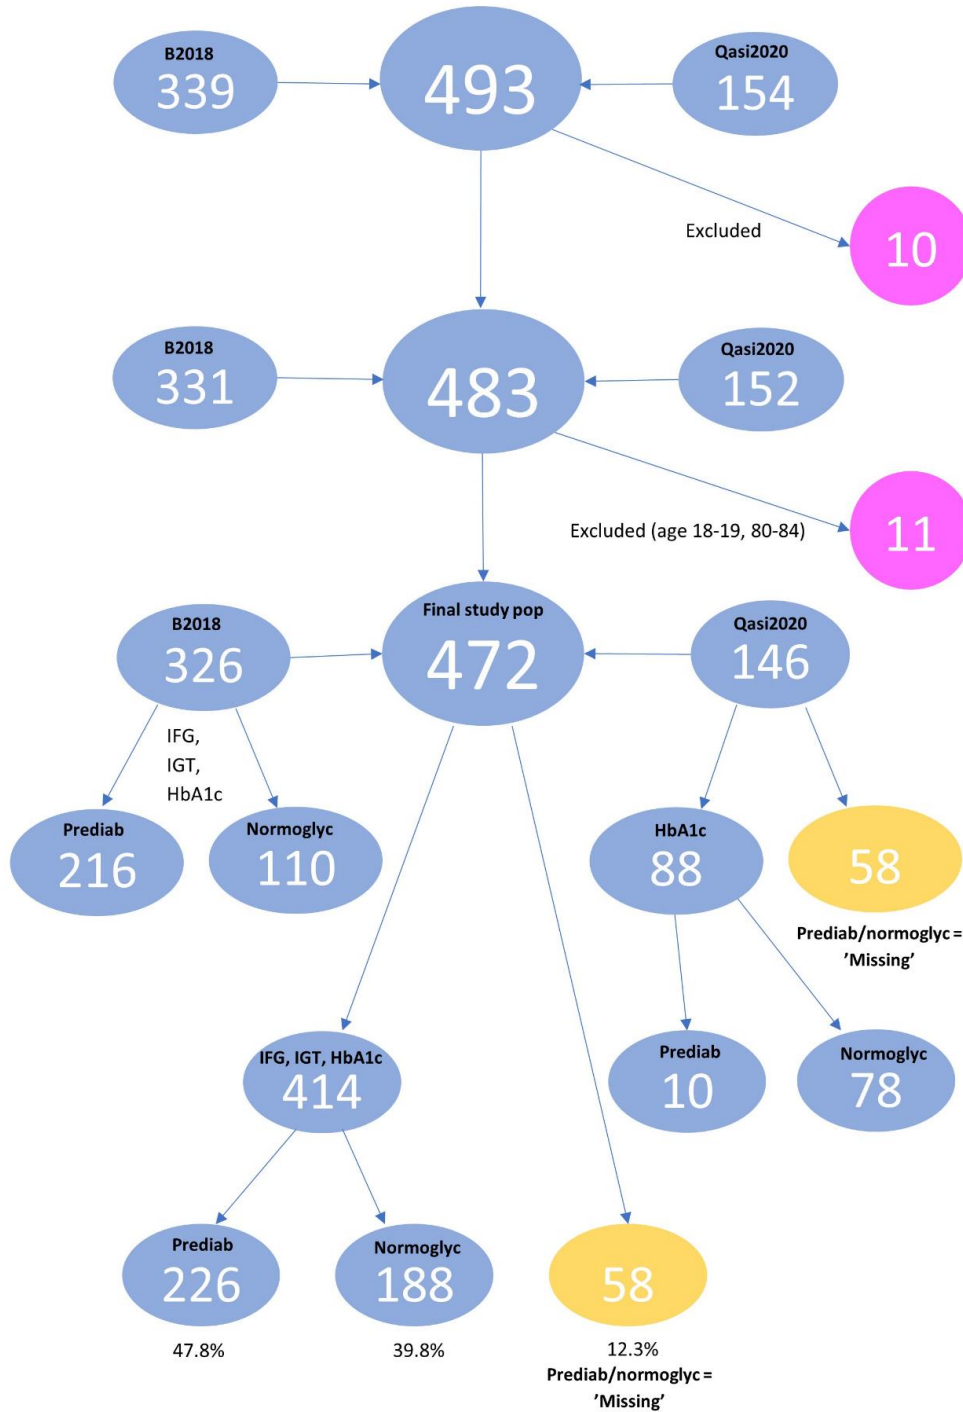 B2018
339
493
Qasi2020
154
Excluded
10
B2018
331
483
Qasi2020
152
Excluded (age 18-19, 80-84)
11
B2018
326
Final study pop
472
Qasi2020
146
IFG,
IGT,
HbA1c
Prediab
216
Normoglyc
110
HbA1c
88
58
Prediab/normoglyc =
’Missing’
IFG, IGT, HbA1c
414
Prediab
10
Normoglyc
78
Prediab
226
Normoglyc
188
58
47.8%
39.8%
12.3%
Prediab/normoglyc =
’Missing’